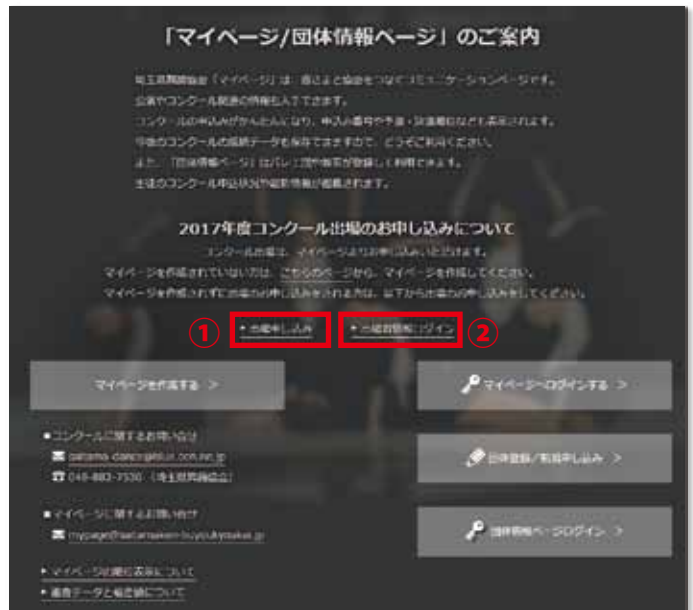 「マイページ/団体情報ページ」のご案内
埼玉県舞踊協会「マイページ」は、皆さまと協会をつなぐコミュニケーションページです。
公演やコンクール関連の情報も入手できます。
コンクールの申込みがかんたんになり、申込み番号や予選・決選順位なども表示されます。
今後のコンクールの成績データも保存できますので、どうぞご利用ください。
また、「団体情報ページ」はバレエ団や教室が登録して利用できます。
生徒のコンクール申込状況や最新情報が掲載されます。
2017年度コンクール出場のお申し込みについて
コンクール出場は、マイページよりお申し込みいただけます。
マイページを作成されていない方は、こちらのページから、マイページを作成してください。
マイページを作成されずに出場のお申し込みをされる方は、以下から出場のお申し込みをしてください。
① 出場申し込み 出場者情報ログイン ②
マイページを作成する >
マイページへログインする >
■コンクールに関するお問い合せ
048-882-7530 (埼玉県舞踊協会)
団体登録/新規申し込み >
■マイページに関するお問い合せ
団体情報ページログイン >
マイページの順位表示について
審査データと偏差値について